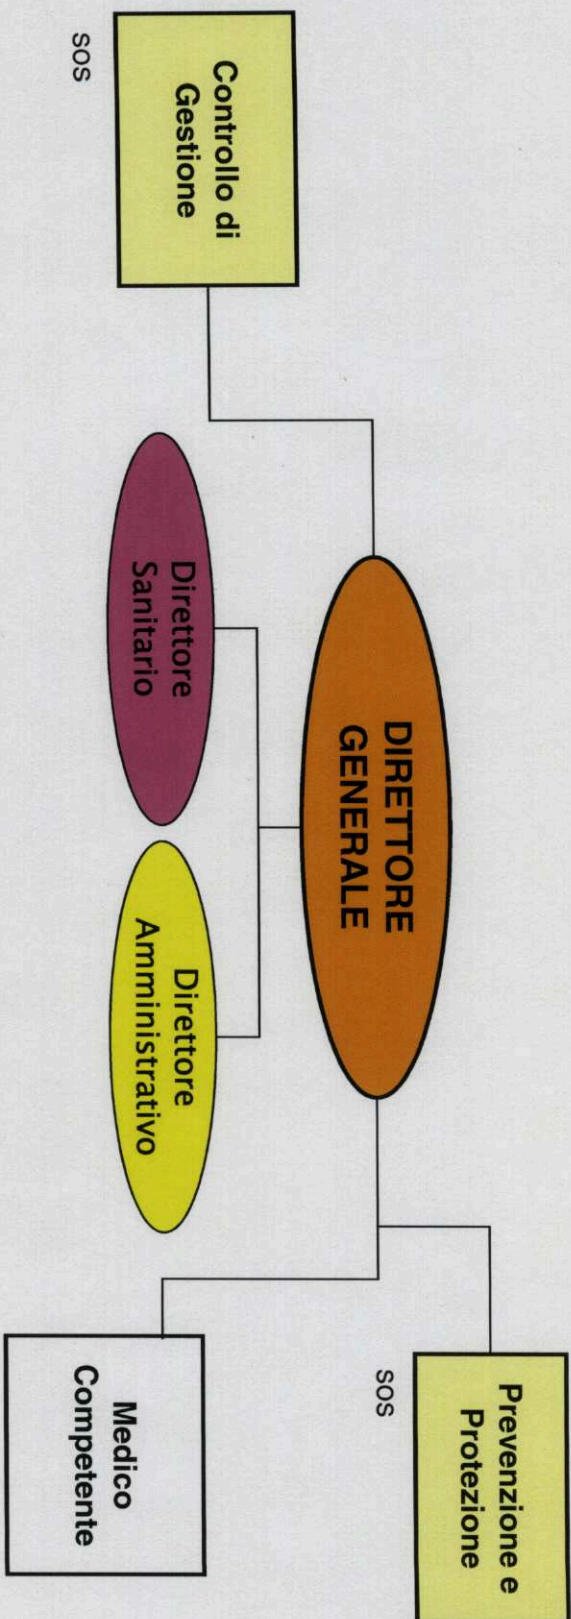 Prevenzione e
Protezione
SOS
DIRETTORE
GENERALE
Controllo di
Gestione
SOS
Direttore
Sanitario
Direttore
Amministrativo
Medico
Competente